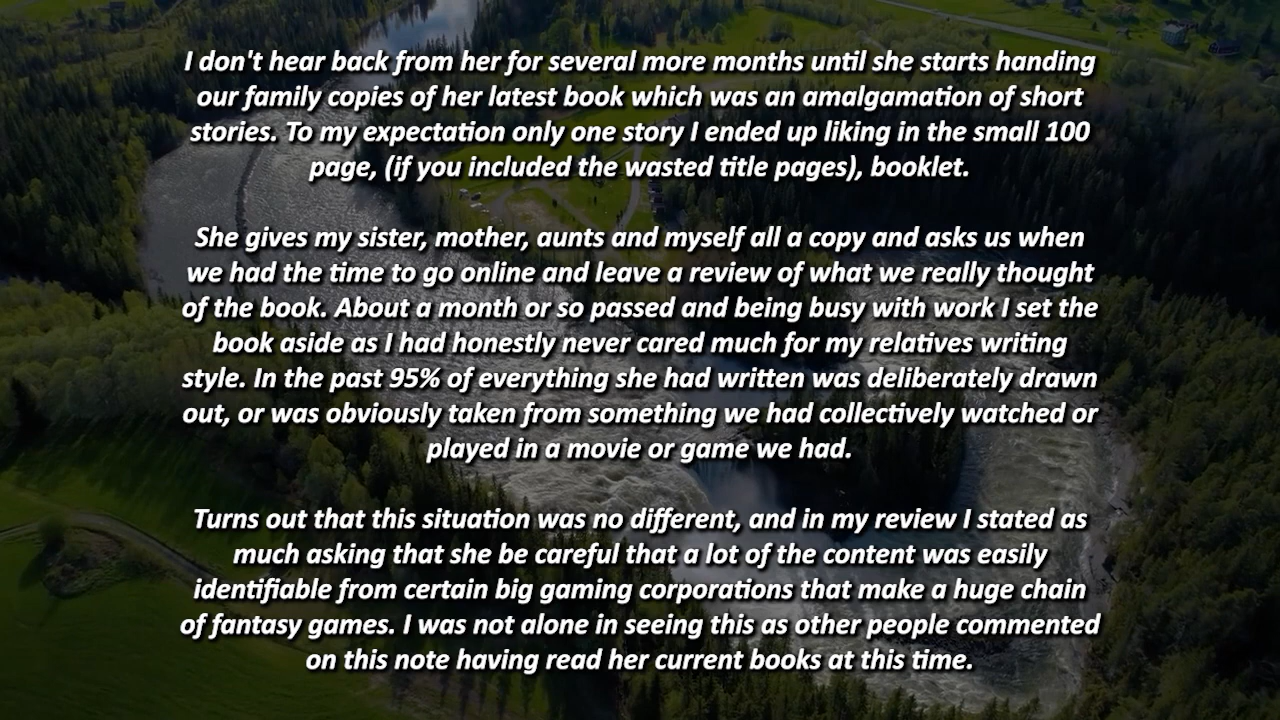 I don't hear back from her for several more months until she starts handing
our family copies of her latest book which was an amalgamation of short
stories. To my expectation only one story I ended up liking in the small 100
page, (if you included the wasted title pages), booklet.
She gives my sister, mother, aunts and myself all a copy and asks us when
we had the time to go online and leave a review of what we really thought
of the book. About a month or so passed and being busy with work I set the
book aside as I had honestly never cared much for my relatives writing
style. In the past 95% of everything she had written was deliberately drawn
out, or was obviously taken from something we had collectively watched or
played in a movie or game we had.
Turns out that this situation was no different, and in my review I stated as
much asking that she be careful that a lot of the content was easily
identifiable from certain big gaming corporations that make a huge chain
of fantasy games. I was not alone in seeing this as other people commented
on this note having read her current books at this time.